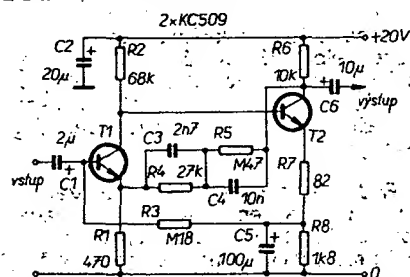 2×KC509
C2
20μ
R2
68k
R6
10k
+20V
10μ
C6
výstup
T2
2μ
T1
C3
2n7
R5
M47
vstup
C1
R4
27k
C4
10n
R7
82
R3
M18
R1
470
C5
100μ
R8
1k8
0